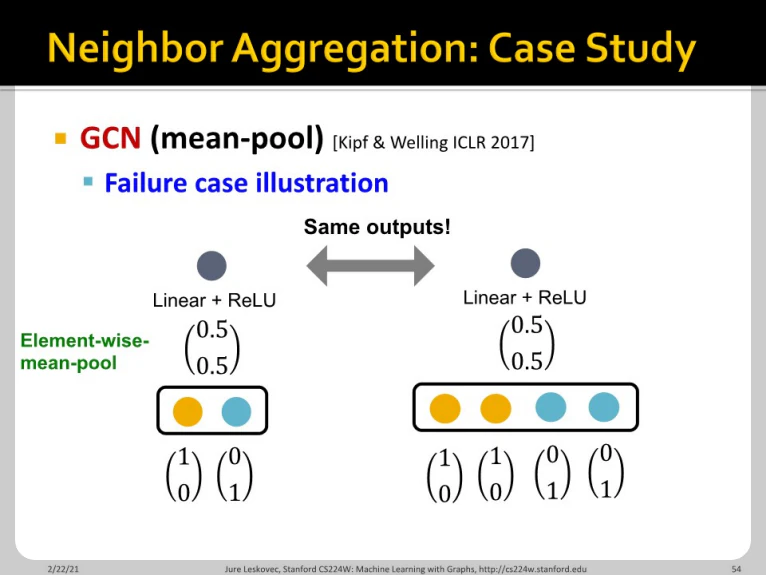 Neighbor Aggregation: Case Study
GCN (mean-pool) [Kipf & Welling ICLR 2017]
Failure case illustration
Same outputs!
Linear + ReLU
Linear + ReLU
Element-wise-
mean-pool
(0.5
0.5)
(0.5
0.5)
(1
0)
(0
1)
(1
0)
(1
0)
(0
1)
(0
1)
2/22/21
Jure Leskovec, Stanford CS224W: Machine Learning with Graphs, http://cs224w.stanford.edu
54